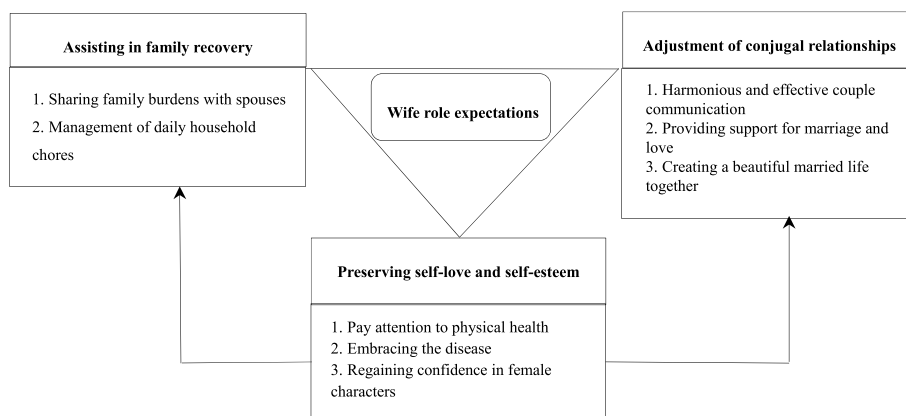 Assisting in family recovery
1. Sharing family burdens with spouses
2. Management of daily household
chores
Wife role expectations
Adjustment of conjugal relationships
1. Harmonious and effective couple
communication
2. Providing support for marriage and
love
3. Creating a beautiful married life
together
Preserving self-love and self-esteem
1. Pay attention to physical health
2. Embracing the disease
3. Regaining confidence in female
characters